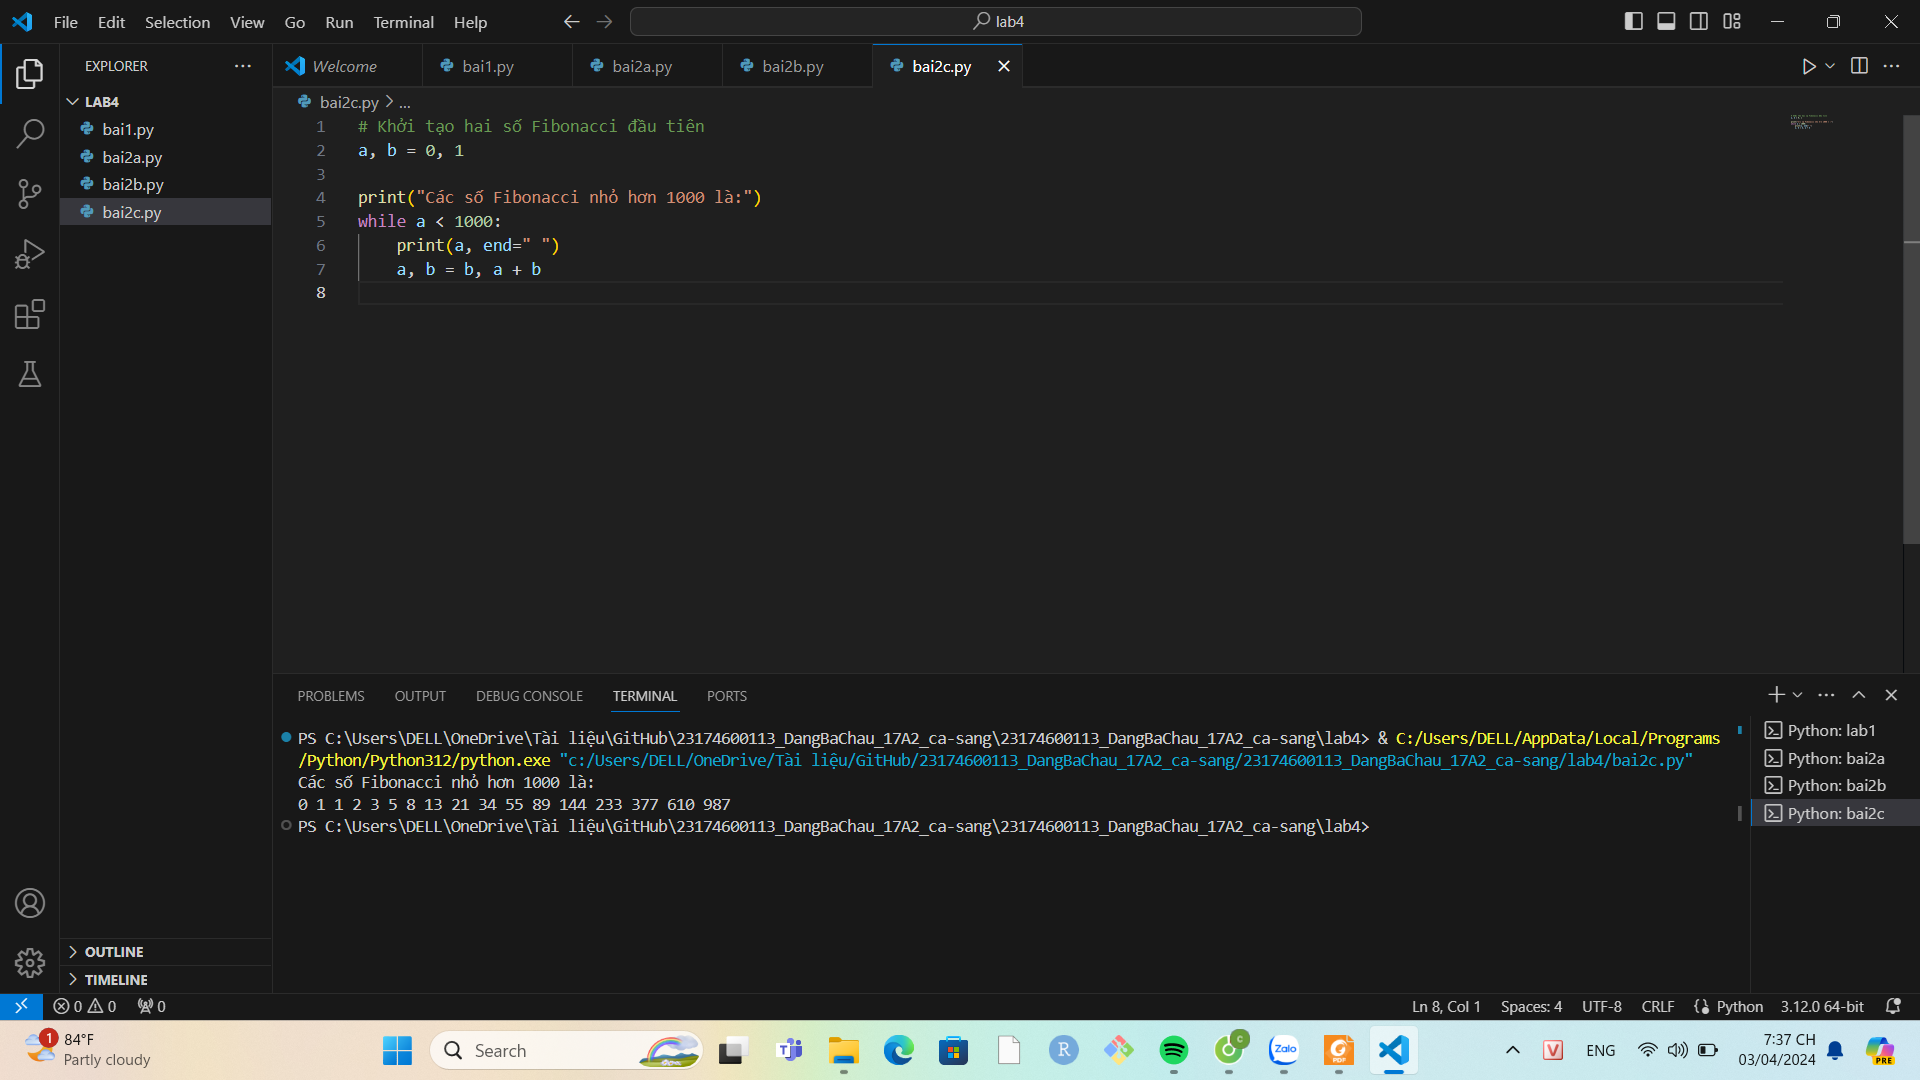 File Edit Selection View Go Run Terminal Help
lab4
EXPLORER
Welcome
bai1.py
bai2a.py
bai2b.py
bai2c.py
LAB4
bai1.py
bai2a.py
bai2b.py
bai2c.py
bai2c.py > ...
1 # Khởi tạo hai số Fibonacci đầu tiên
2 a, b = 0, 1
3
4 print("Các số Fibonacci nhỏ hơn 1000 là:")
5 while a < 1000:
6     print(a, end=" ")
7     a, b = b, a + b
8
PROBLEMS OUTPUT DEBUG CONSOLE TERMINAL PORTS
PS C:\Users\DELL\OneDrive\Tài liệu\GitHub\23174600113_DangBaChau_17A2_ca-sang\23174600113_DangBaChau_17A2_ca-sang\lab4> & C:/Users/DELL/AppData/Local/Programs
/Python/Python312/python.exe "c:/Users/DELL/OneDrive/Tài liệu/GitHub/23174600113_DangBaChau_17A2_ca-sang/23174600113_DangBaChau_17A2_ca-sang/lab4/bai2c.py"
Các số Fibonacci nhỏ hơn 1000 là:
0 1 1 2 3 5 8 13 21 34 55 89 144 233 377 610 987
PS C:\Users\DELL\OneDrive\Tài liệu\GitHub\23174600113_DangBaChau_17A2_ca-sang\23174600113_DangBaChau_17A2_ca-sang\lab4>
Python: lab1
Python: bai2a
Python: bai2b
Python: bai2c
OUTLINE
TIMELINE
0 0 0
Ln 8, Col 1 Spaces: 4 UTF-8 CRLF Python 3.12.0 64-bit
1
84°F
Partly cloudy
Search
T
R
C
Zalo
PDF
V
ENG
7:37 CH
03/04/2024
PRE